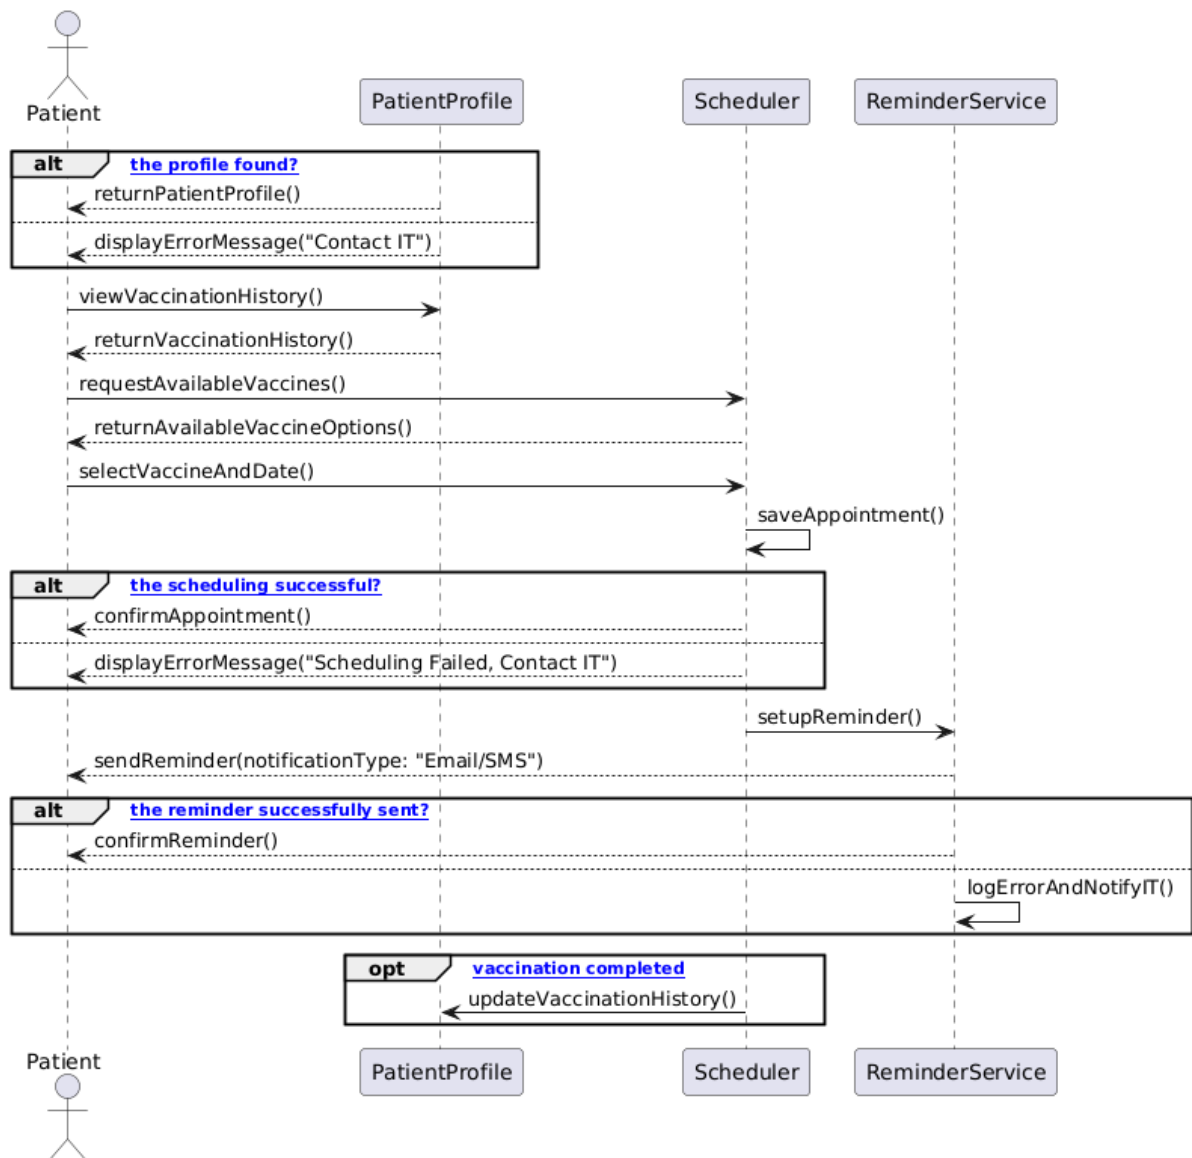 Patient
PatientProfile
Scheduler
ReminderService
alt
the profile found?
returnPatientProfile()
displayErrorMessage("Contact IT")
viewVaccinationHistory()
returnVaccinationHistory()
requestAvailableVaccines()
returnAvailableVaccineOptions()
selectVaccineAndDate()
saveAppointment()
alt
the scheduling successful?
confirmAppointment()
displayErrorMessage("Scheduling Failed, Contact IT")
setupReminder()
sendReminder(notificationType: "Email/SMS")
alt
the reminder successfully sent?
confirmReminder()
logErrorAndNotifyIT()
opt
vaccination completed
updateVaccinationHistory()
Patient
PatientProfile
Scheduler
ReminderService